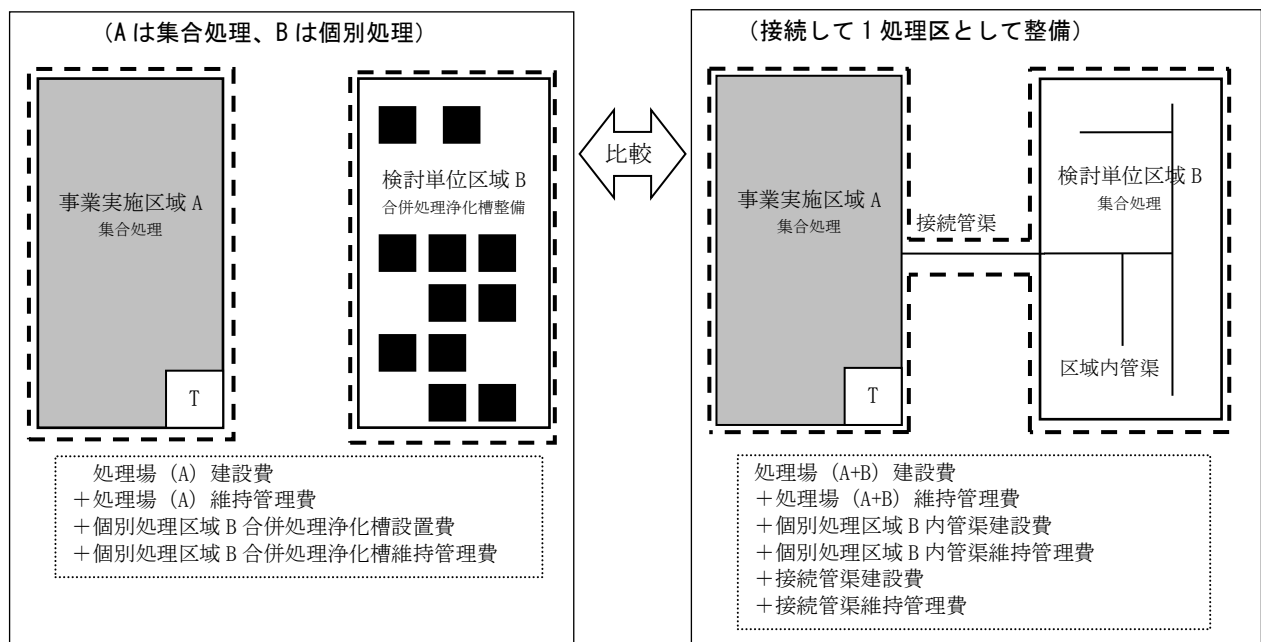 (Aは集合処理、Bは個別処理)
事業実施区域 A
集合処理
T
検討単位区域 B
合併処理浄化槽整備
処理場 (A) 建設費
+処理場 (A) 維持管理費
+個別処理区域 B 合併処理浄化槽設置費
+個別処理区域 B 合併処理浄化槽維持管理費
比較
(接続して1処理区として整備)
事業実施区域 A
集合処理
T
接続管渠
検討単位区域 B
集合処理
区域内管渠
処理場 (A+B) 建設費
+処理場 (A+B) 維持管理費
+個別処理区域 B 内管渠建設費
+個別処理区域 B 内管渠維持管理費
+接続管渠建設費
+接続管渠維持管理費